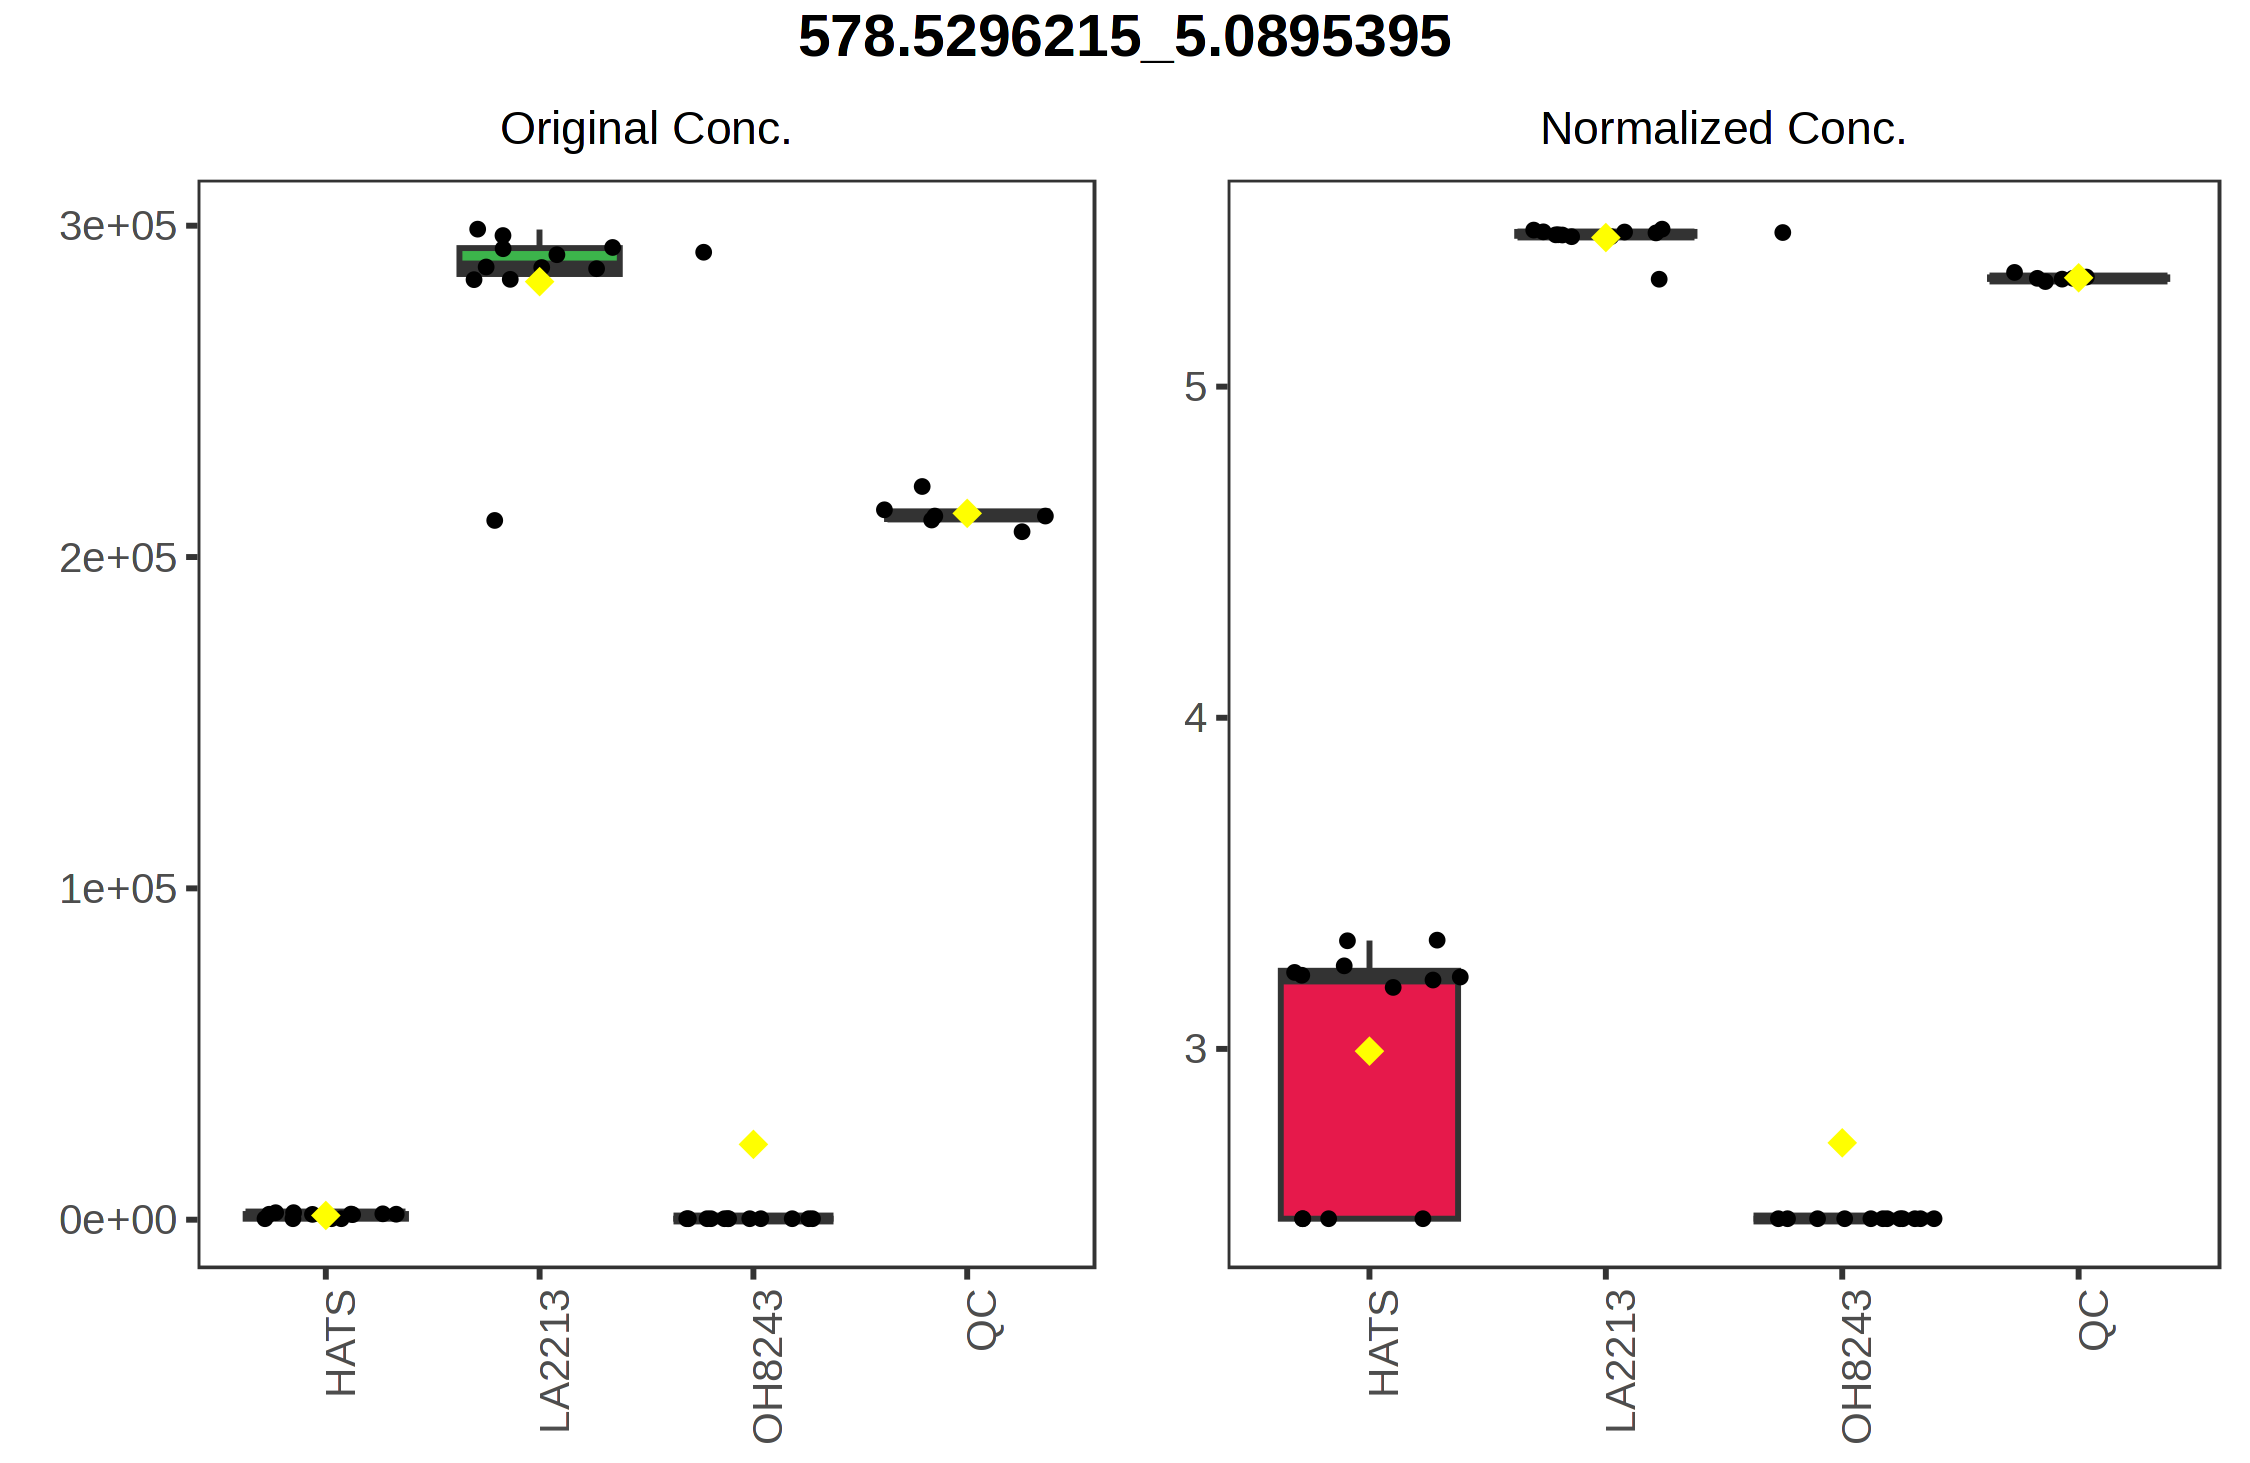 578.5296215_5.0895395
Original Conc.
Normalized Conc.
3e+05
2e+05
1e+05
0e+00
5
4
3
HATS
LA2213
OH8243
QC
HATS
LA2213
OH8243
QC